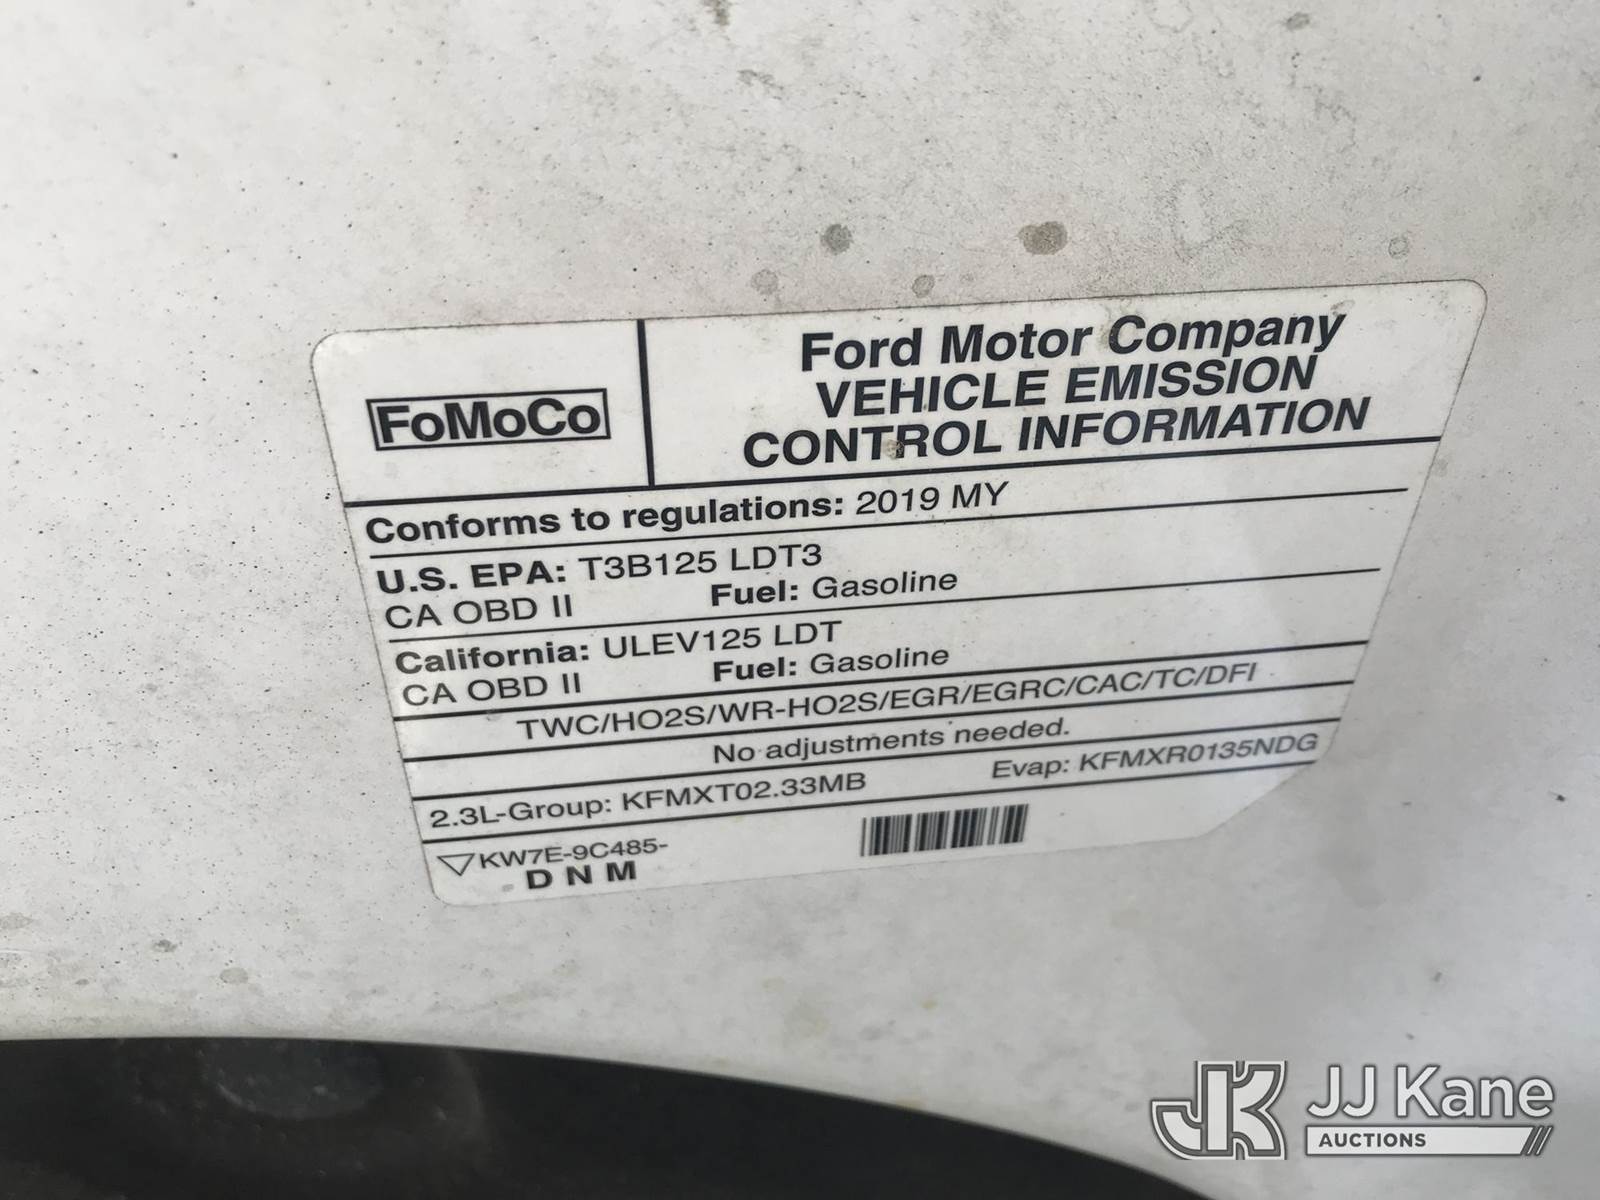 FoMoCo
Ford Motor Company
VEHICLE EMISSION
CONTROL INFORMATION
Conforms to regulations: 2019 MY
U.S. EPA: T3B125 LDT3
CA OBD II Fuel: Gasoline
California: ULEV125 LDT
CA OBD II Fuel: Gasoline
TWC/HO2S/WR-HO2S/EGR/EGRC/CAC/TC/DFI
No adjustments needed.
2.3L-Group: KFMXT02.33MB Evap: KFMXR0135NDG
KW7E-9C485-
D N M
JK JJ Kane
AUCTIONS